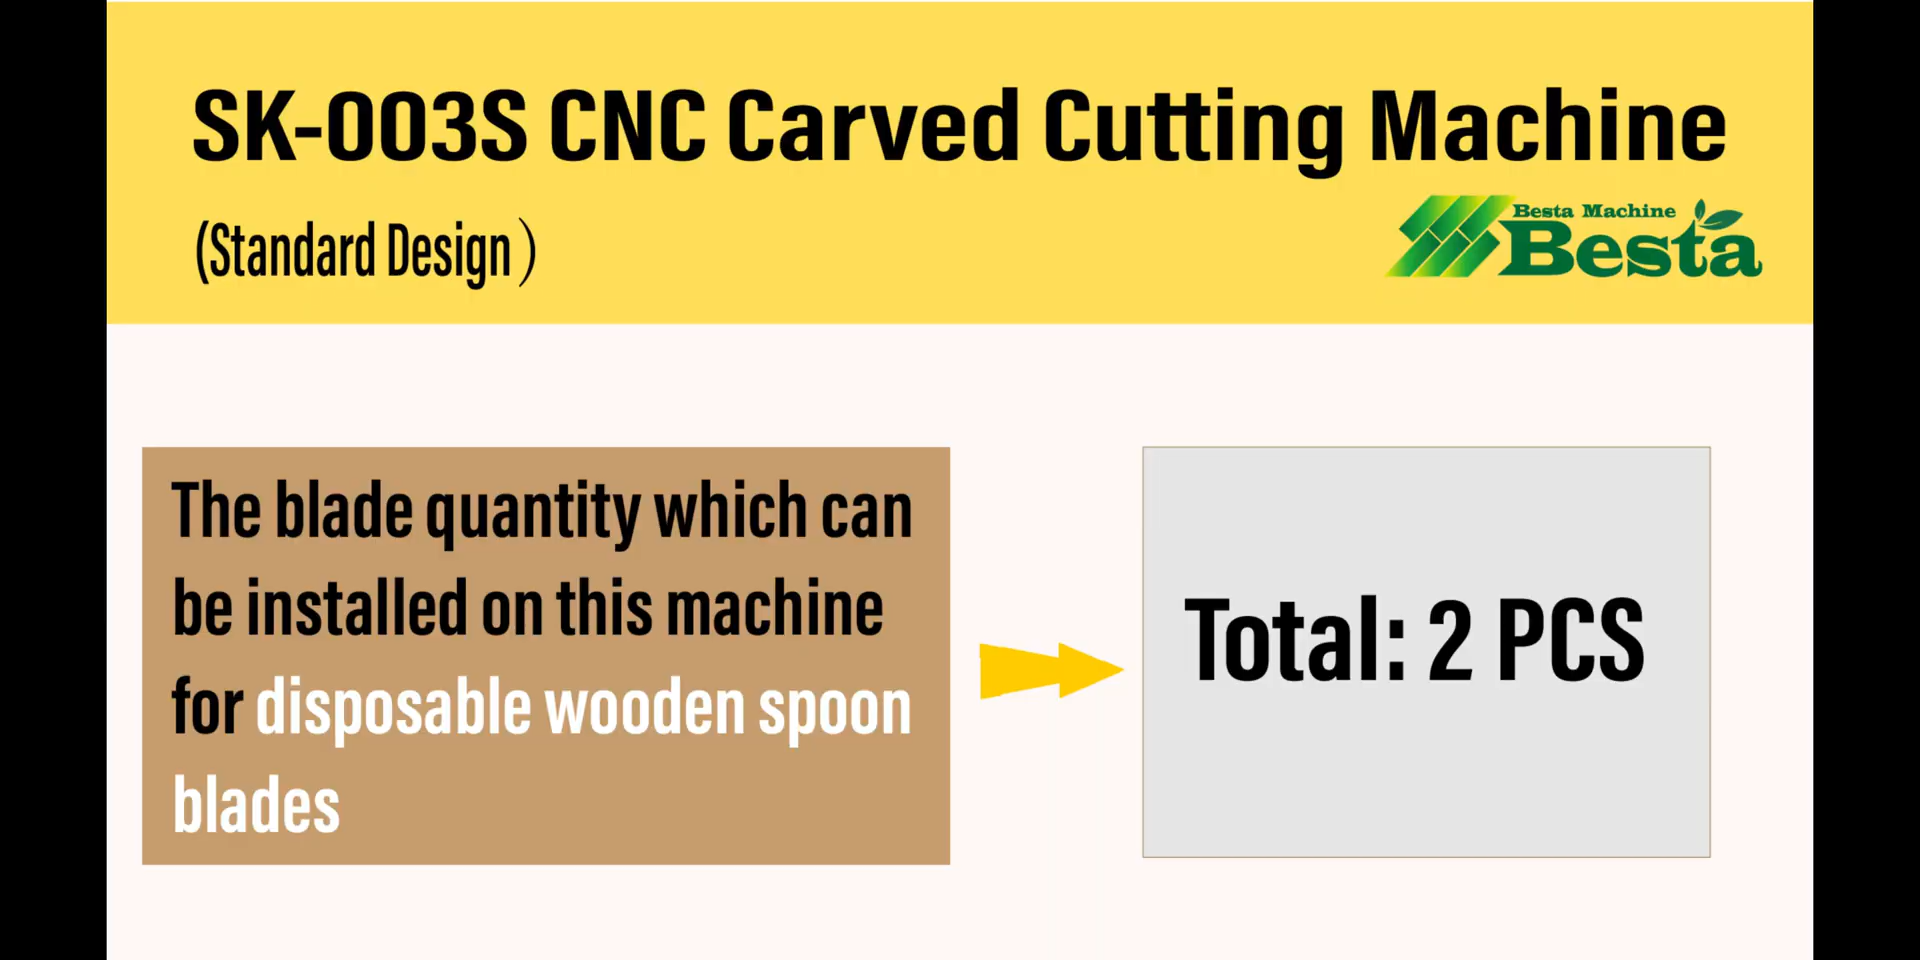 SK-003S CNC Carved Cutting Machine
(Standard Design）
Besta Machine
Besta
The blade quantity which can
be installed on this machine
for disposable wooden spoon
blades
Total: 2 PCS